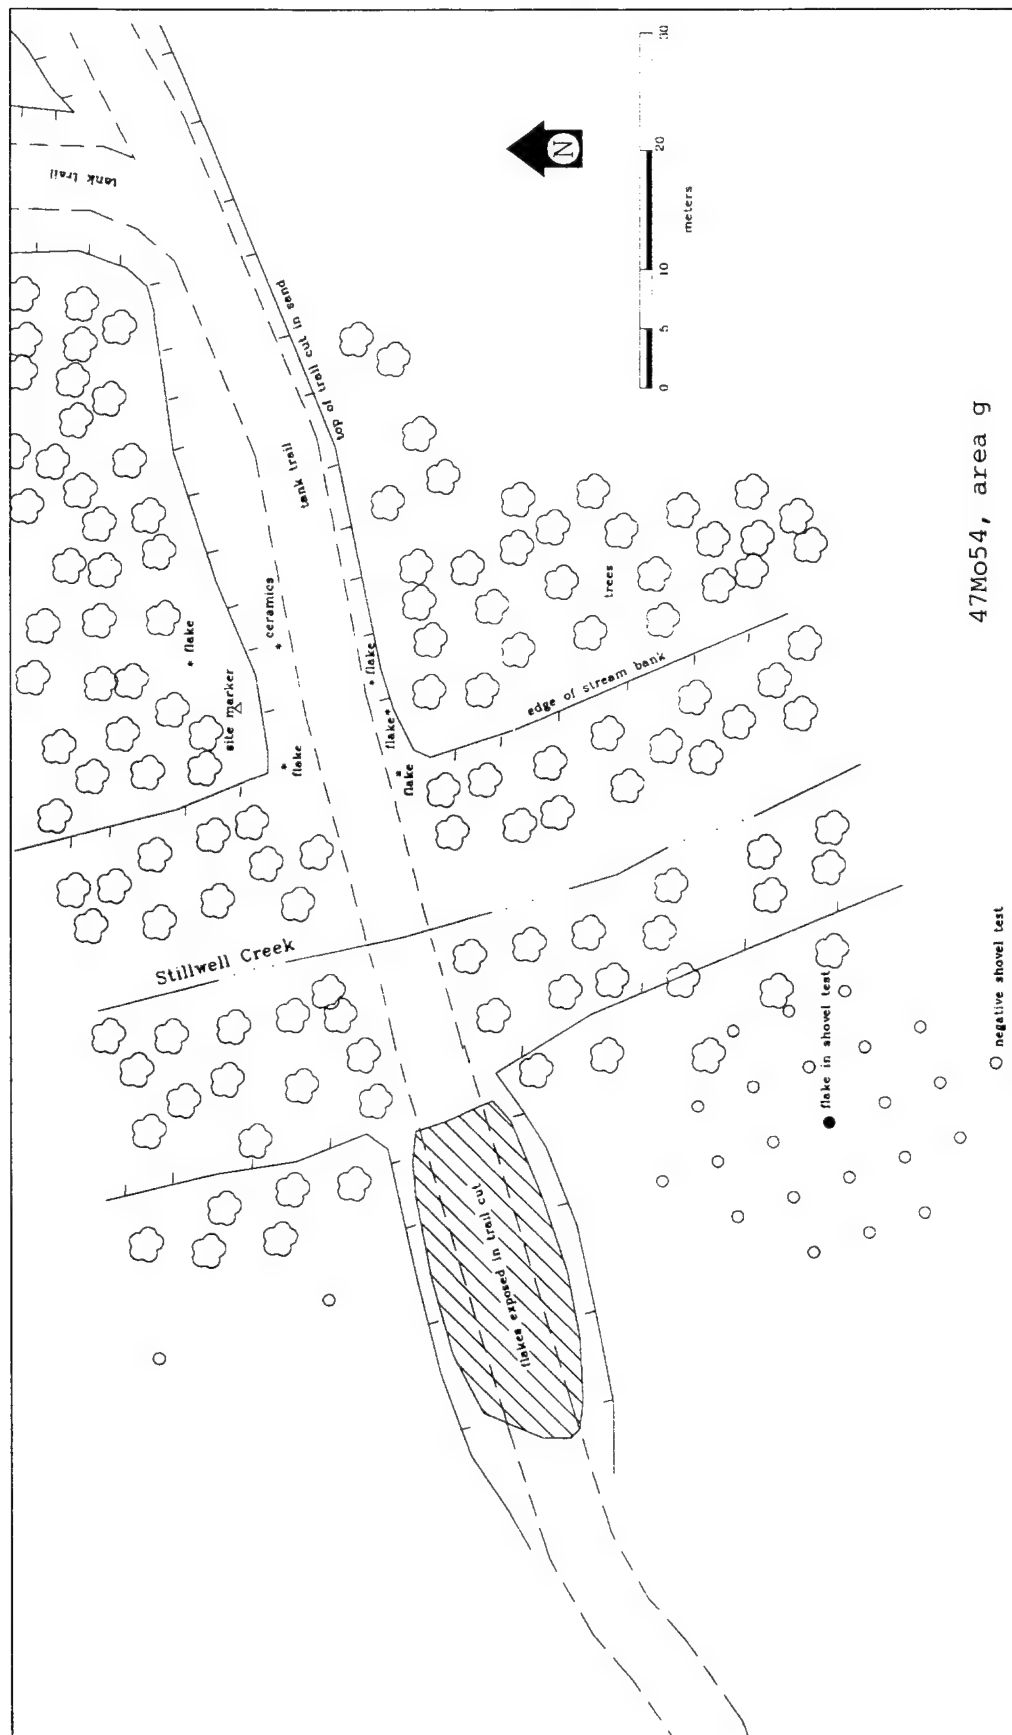 tank trail
N
30
20
meters
10
5
0
top of trail cut in sand
tank trail
* ceramics
* flake
site marker
* flake
flake*
* flake
* flake
trees
edge of stream bank
Stillwell Creek
flakes exposed in trail cut
flake in shovel test
negative shovel test
47Mo54, area g